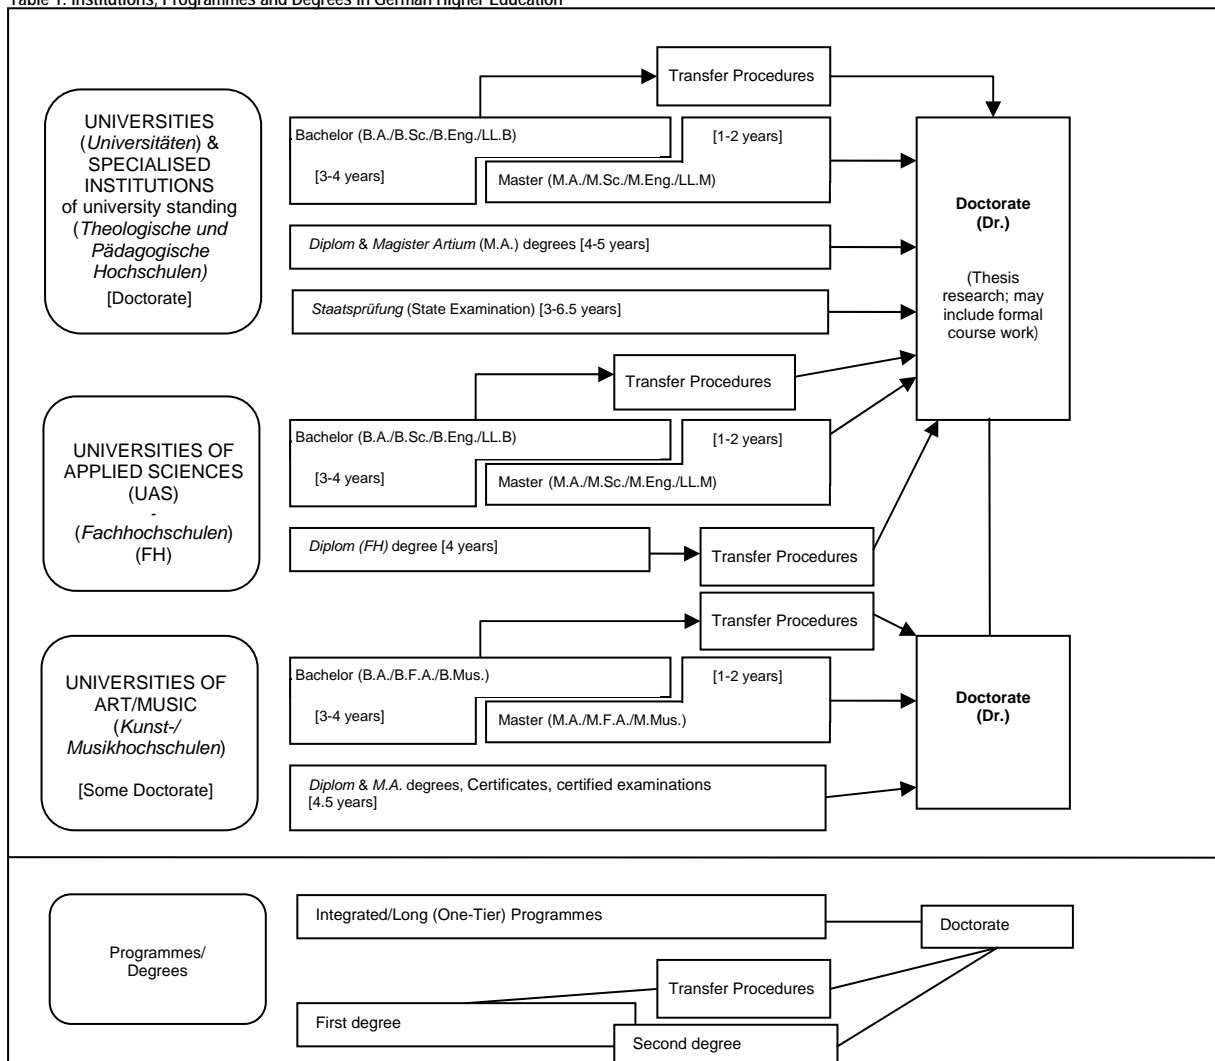 Table 1: Institutions, Programmes and Degrees in German Higher Education
Transfer Procedures
UNIVERSITIES
(Universitäten) &
SPECIALISED
INSTITUTIONS
of university standing
(Theologische und
Pädagogische
Hochschulen)
[Doctorate]
Bachelor (B.A./B.Sc./B.Eng./LL.B)
[3-4 years]
[1-2 years]
Master (M.A./M.Sc./M.Eng./LL.M)
Diplom & Magister Artium (M.A.) degrees [4-5 years]
Staatsprüfung (State Examination) [3-6.5 years]
Doctorate
(Dr.)
(Thesis
research; may
include formal
course work)
Transfer Procedures
UNIVERSITIES OF
APPLIED SCIENCES
(UAS)
-
(Fachhochschulen)
(FH)
Bachelor (B.A./B.Sc./B.Eng./LL.B)
[3-4 years]
[1-2 years]
Master (M.A./M.Sc./M.Eng./LL.M)
Diplom (FH) degree [4 years]
Transfer Procedures
Transfer Procedures
UNIVERSITIES OF
ART/MUSIC
(Kunst-/
Musikhochschulen)
[Some Doctorate]
Bachelor (B.A./B.F.A./B.Mus.)
[3-4 years]
[1-2 years]
Master (M.A./M.F.A./M.Mus.)
Diplom & M.A. degrees, Certificates, certified examinations
[4.5 years]
Doctorate
(Dr.)
Programmes/
Degrees
Integrated/Long (One-Tier) Programmes
Doctorate
Transfer Procedures
First degree
Second degree